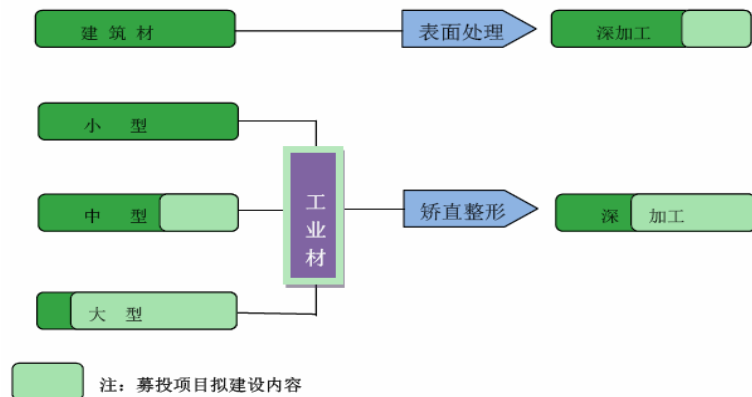 建 筑 材
表面处理
深加工
小 型
中 型
大 型
工业材
矫直整形
深 加工
注：募投项目拟建设内容